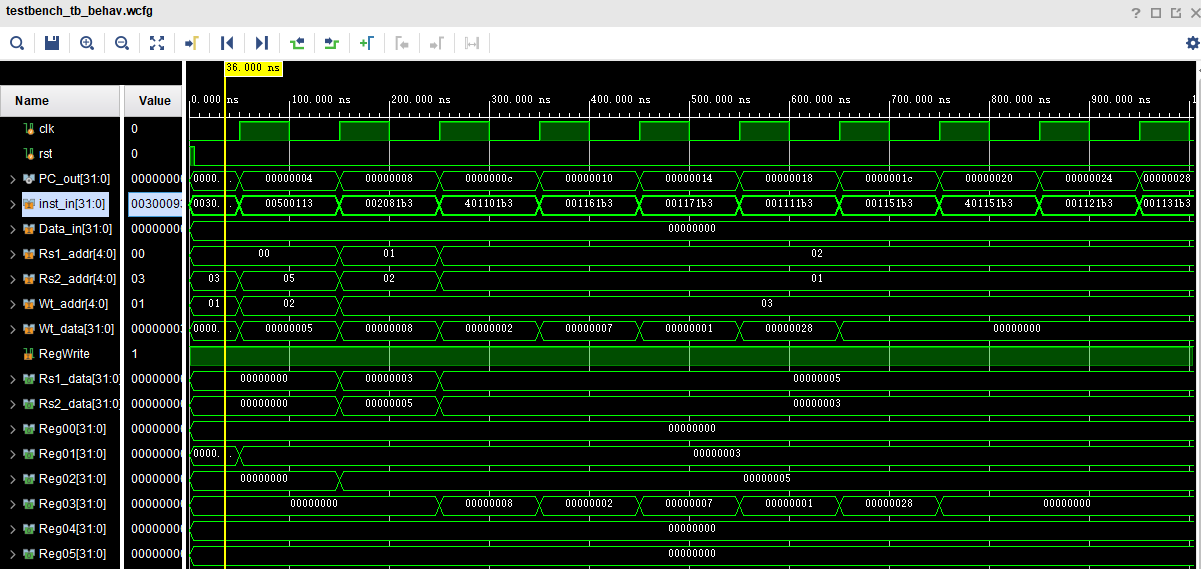 testbench_tb_behav.wcfg
36.000 ns
Name Value 0.000 ns 100.000 ns 200.000 ns 300.000 ns 400.000 ns 500.000 ns 600.000 ns 700.000 ns 800.000 ns 900.000 ns
clk 0
rst 0
PC_out[31:0] 0000000 0000. 00000004 00000008 0000000c 00000010 00000014 00000018 0000001c 00000020 00000024 00000028
inst_in[31:0] 0030009 0030. 00500113 002081b3 401101b3 001161b3 001171b3 001111b3 001151b3 401151b3 001121b3 001131b3
Data_in[31:0] 0000000 00000000
Rs1_addr[4:0] 00 00 01 02
Rs2_addr[4:0] 03 03 05 02 01
Wt_addr[4:0] 01 01 02 03
Wt_data[31:0] 0000000 0000. 00000005 00000008 00000002 00000007 00000001 00000028 00000000
RegWrite 1
Rs1_data[31:0] 0000000 00000000 00000003 00000005
Rs2_data[31:0] 0000000 00000000 00000005 00000003
Reg00[31:0] 0000000 00000000
Reg01[31:0] 0000000 0000. 00000003
Reg02[31:0] 0000000 00000000 00000005
Reg03[31:0] 0000000 00000000 00000008 00000002 00000007 00000001 00000028 00000000
Reg04[31:0] 0000000 00000000
Reg05[31:0] 0000000 00000000